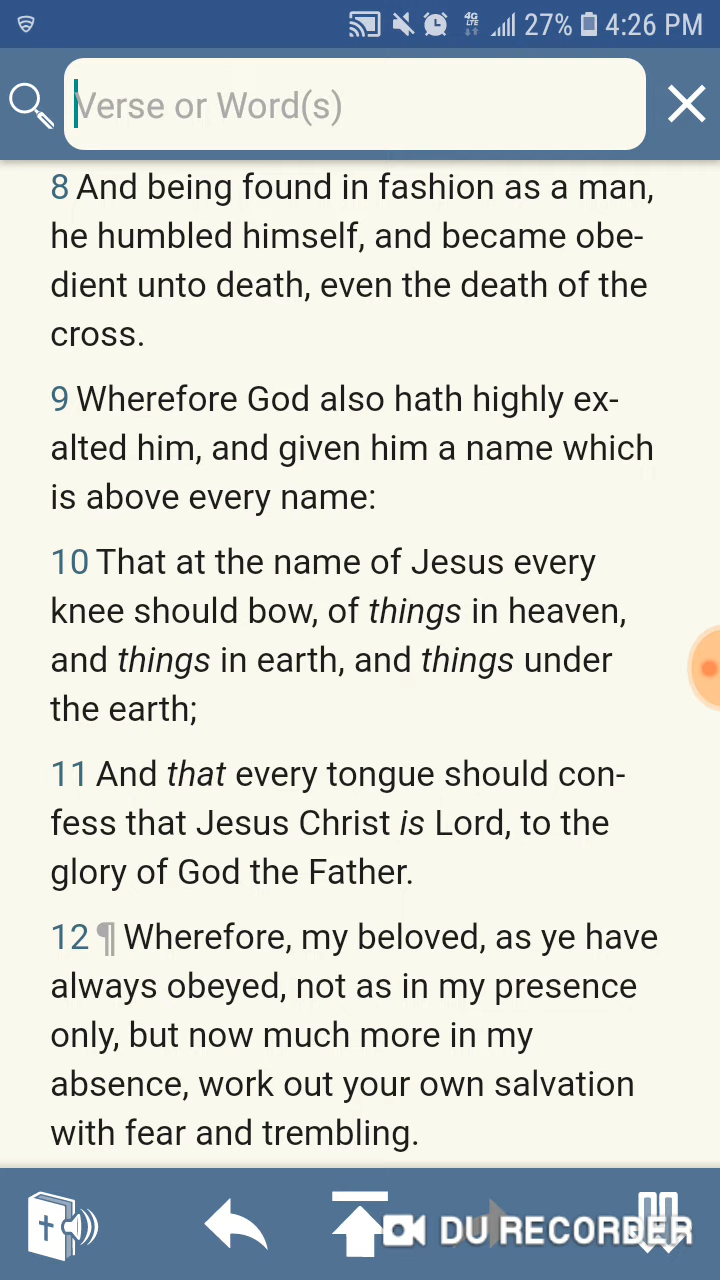 4G
LTE
27%
4:26 PM
Verse or Word(s)
8 And being found in fashion as a man,
he humbled himself, and became obe-
dient unto death, even the death of the
cross.
9 Wherefore God also hath highly ex-
alted him, and given him a name which
is above every name:
10 That at the name of Jesus every
knee should bow, of things in heaven,
and things in earth, and things under
the earth;
11 And that every tongue should con-
fess that Jesus Christ is Lord, to the
glory of God the Father.
12 ¶ Wherefore, my beloved, as ye have
always obeyed, not as in my presence
only, but now much more in my
absence, work out your own salvation
with fear and trembling.
DU RECORDER